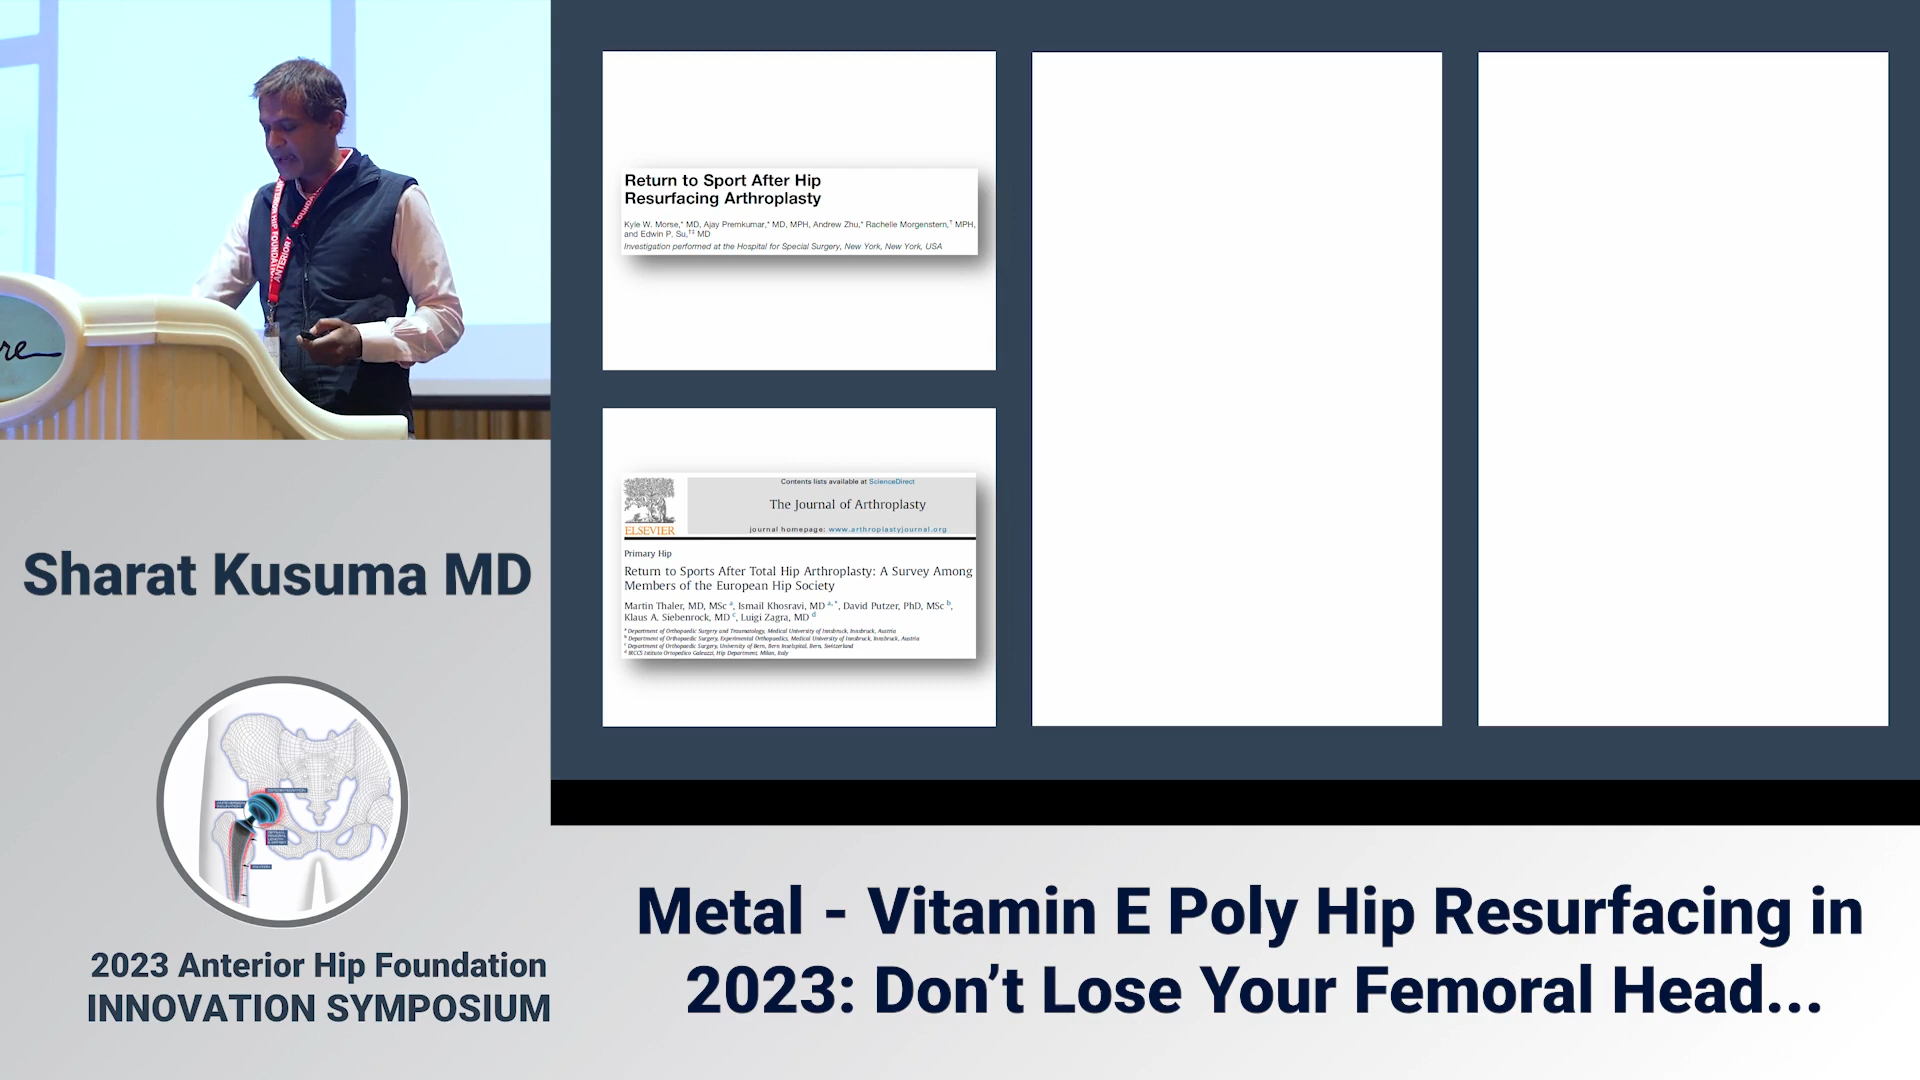 re
ANTERIOR HIP FOUNDATION
Return to Sport After Hip
Resurfacing Arthroplasty
Kyle W. Morse,* MD, Ajay Premkumar,* MD, MPH, Andrew Zhu,* Rachelle Morgenstern,† MPH,
and Edwin P. Su,†‡ MD
Investigation performed at the Hospital for Special Surgery, New York, New York, USA
Contents lists available at ScienceDirect
The Journal of Arthroplasty
journal homepage: www.arthroplastyjournal.org
ELSEVIER
Primary Hip
Return to Sports After Total Hip Arthroplasty: A Survey Among
Members of the European Hip Society
Martin Thaler, MD, MSc a, Ismail Khosravi, MD a,*, David Putzer, PhD, MSc b,
Klaus A. Siebenrock, MD c, Luigi Zagra, MD d
a Department of Orthopaedic Surgery and Traumatology, Medical University of Innsbruck, Innsbruck, Austria
b Department of Orthopaedic Surgery, Experimental Orthopaedics, Medical University of Innsbruck, Innsbruck, Austria
c Department of Orthopaedic Surgery, University of Bern, Bern Inselspital, Bern, Switzerland
d IRCCS Istituto Ortopedico Galeazzi, Hip Department, Milan, Italy
Sharat Kusuma MD
2023 Anterior Hip Foundation
INNOVATION SYMPOSIUM
Metal - Vitamin E Poly Hip Resurfacing in
2023: Don’t Lose Your Femoral Head...